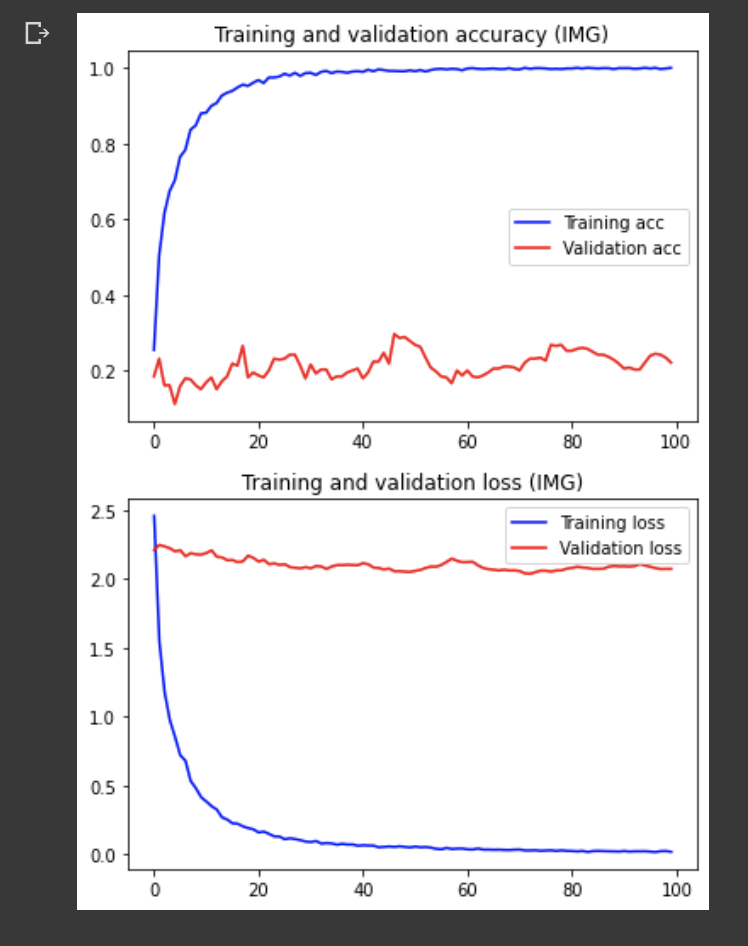 Training and validation accuracy (IMG)
1.0
0.8
0.6
0.4
0.2
Training acc
Validation acc
0 20 40 60 80 100
Training and validation loss (IMG)
2.5
2.0
1.5
1.0
0.5
0.0
Training loss
Validation loss
0 20 40 60 80 100